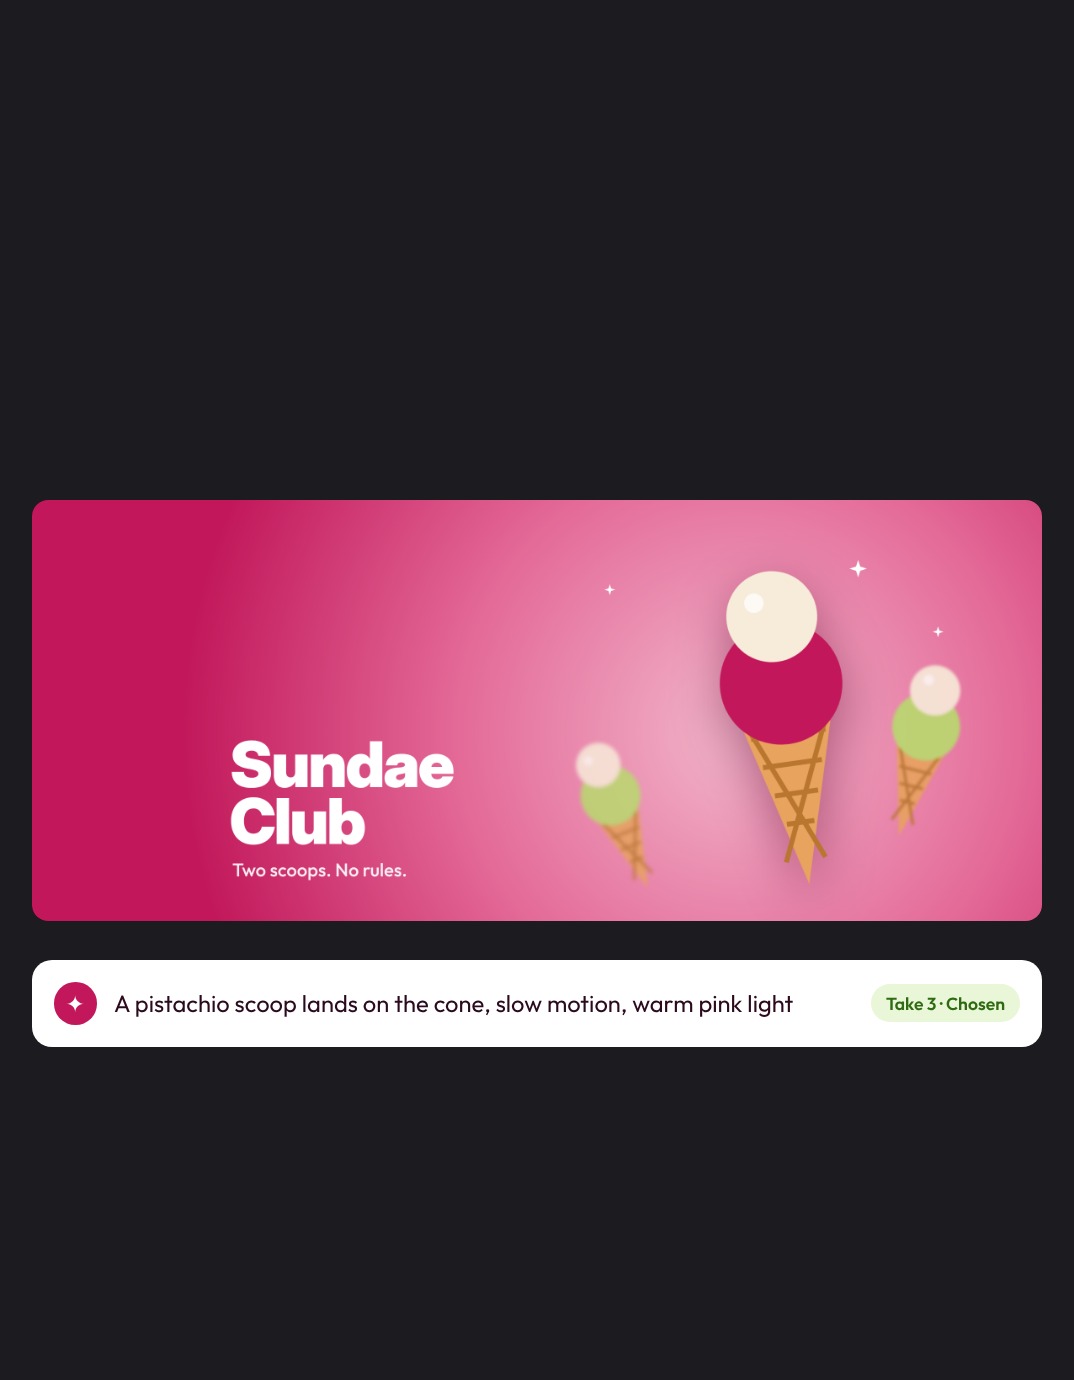 Sundae
Club
Two scoops. No rules.
A pistachio scoop lands on the cone, slow motion, warm pink light
Take 3 · Chosen